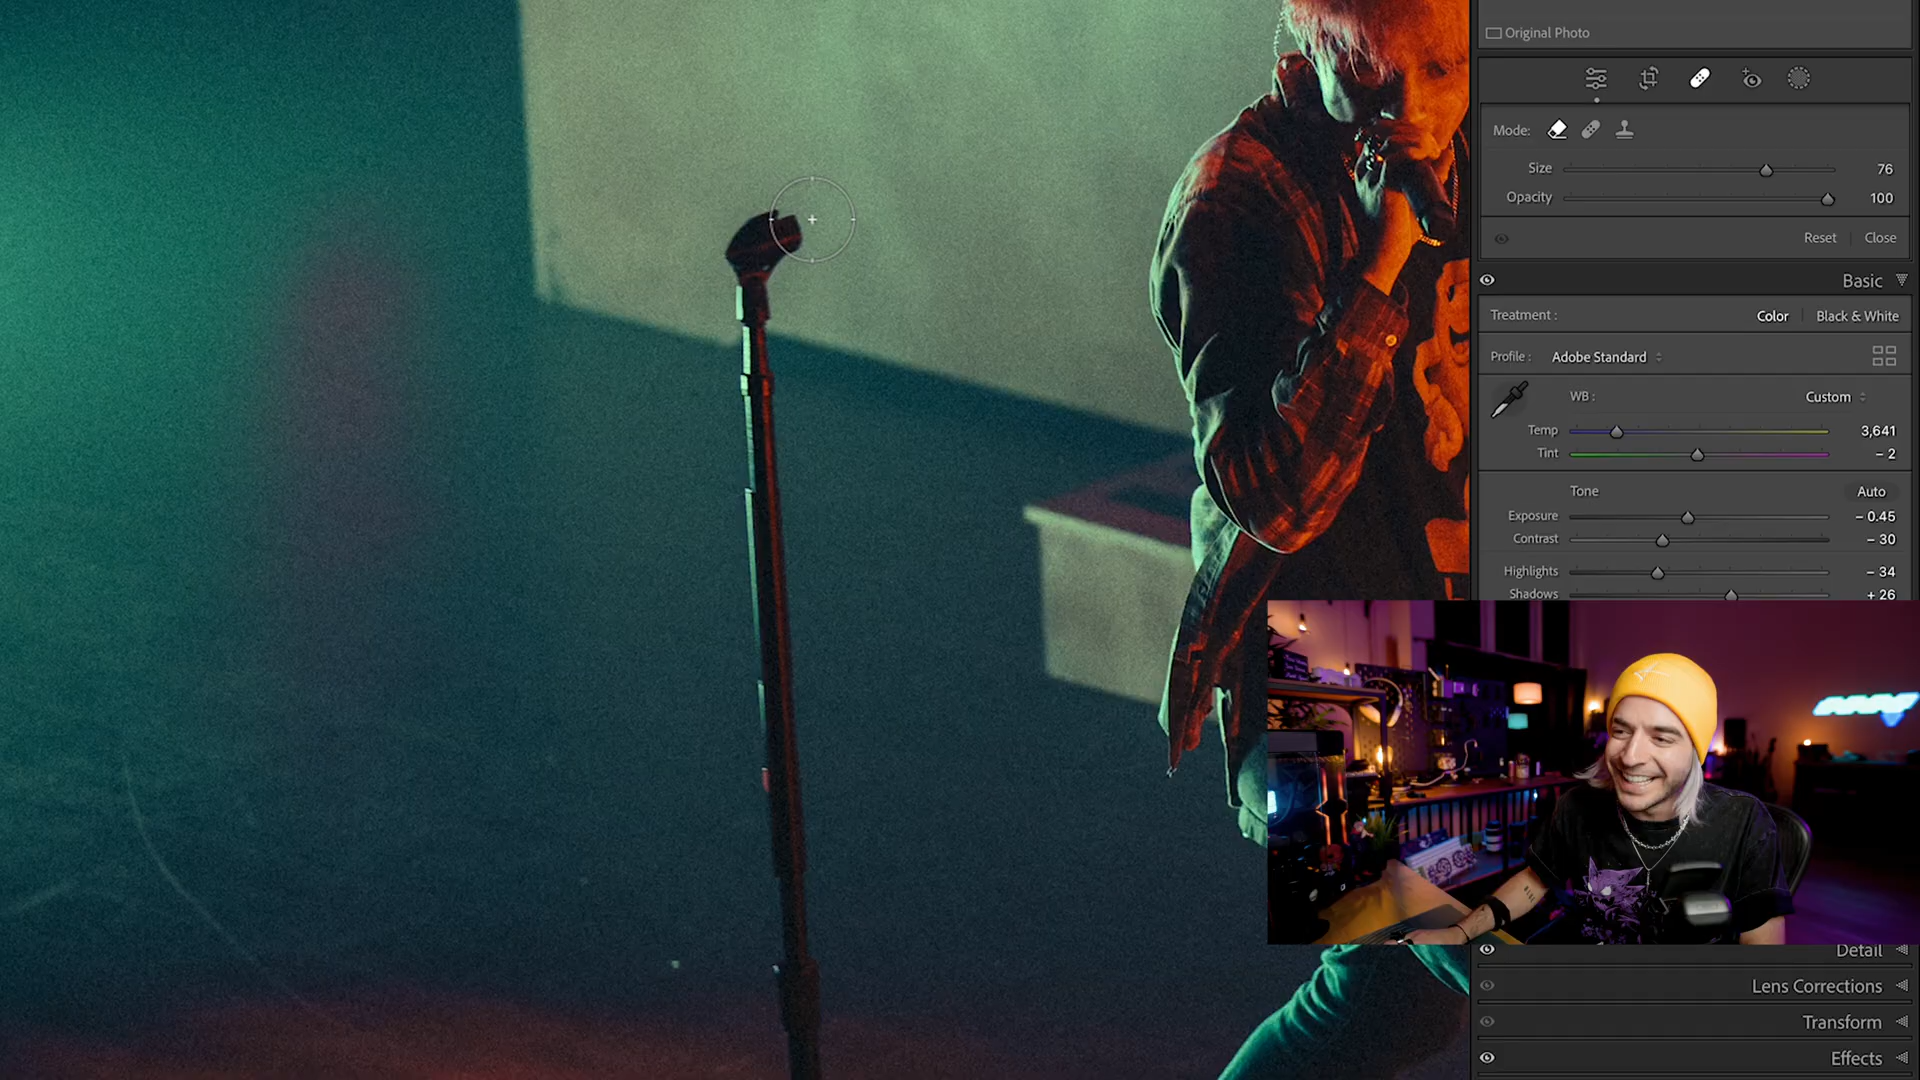 Original Photo
Mode:
Size 76
Opacity 100
Reset Close
Basic
Treatment : Color Black & White
Profile : Adobe Standard
WB : Custom
Temp 3,641
Tint - 2
Tone Auto
Exposure - 0.45
Contrast - 30
Highlights - 34
Shadows + 26
Detail
Lens Corrections
Transform
Effects